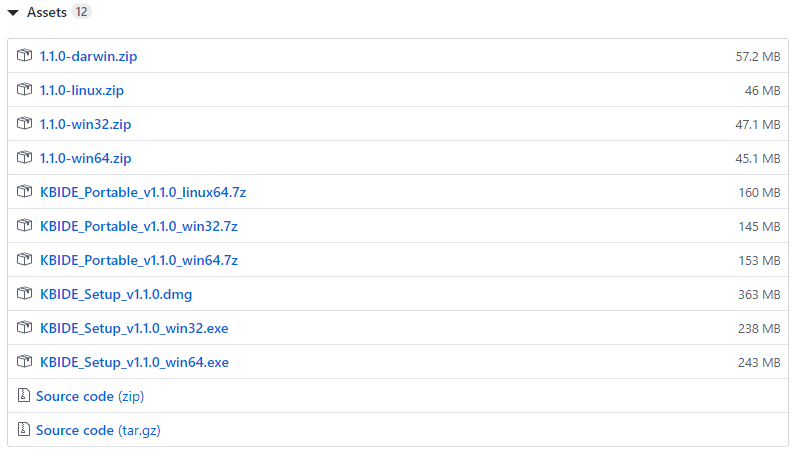 Assets 12
1.1.0-darwin.zip 57.2 MB
1.1.0-linux.zip 46 MB
1.1.0-win32.zip 47.1 MB
1.1.0-win64.zip 45.1 MB
KBIDE_Portable_v1.1.0_linux64.7z 160 MB
KBIDE_Portable_v1.1.0_win32.7z 145 MB
KBIDE_Portable_v1.1.0_win64.7z 153 MB
KBIDE_Setup_v1.1.0.dmg 363 MB
KBIDE_Setup_v1.1.0_win32.exe 238 MB
KBIDE_Setup_v1.1.0_win64.exe 243 MB
Source code (zip)
Source code (tar.gz)